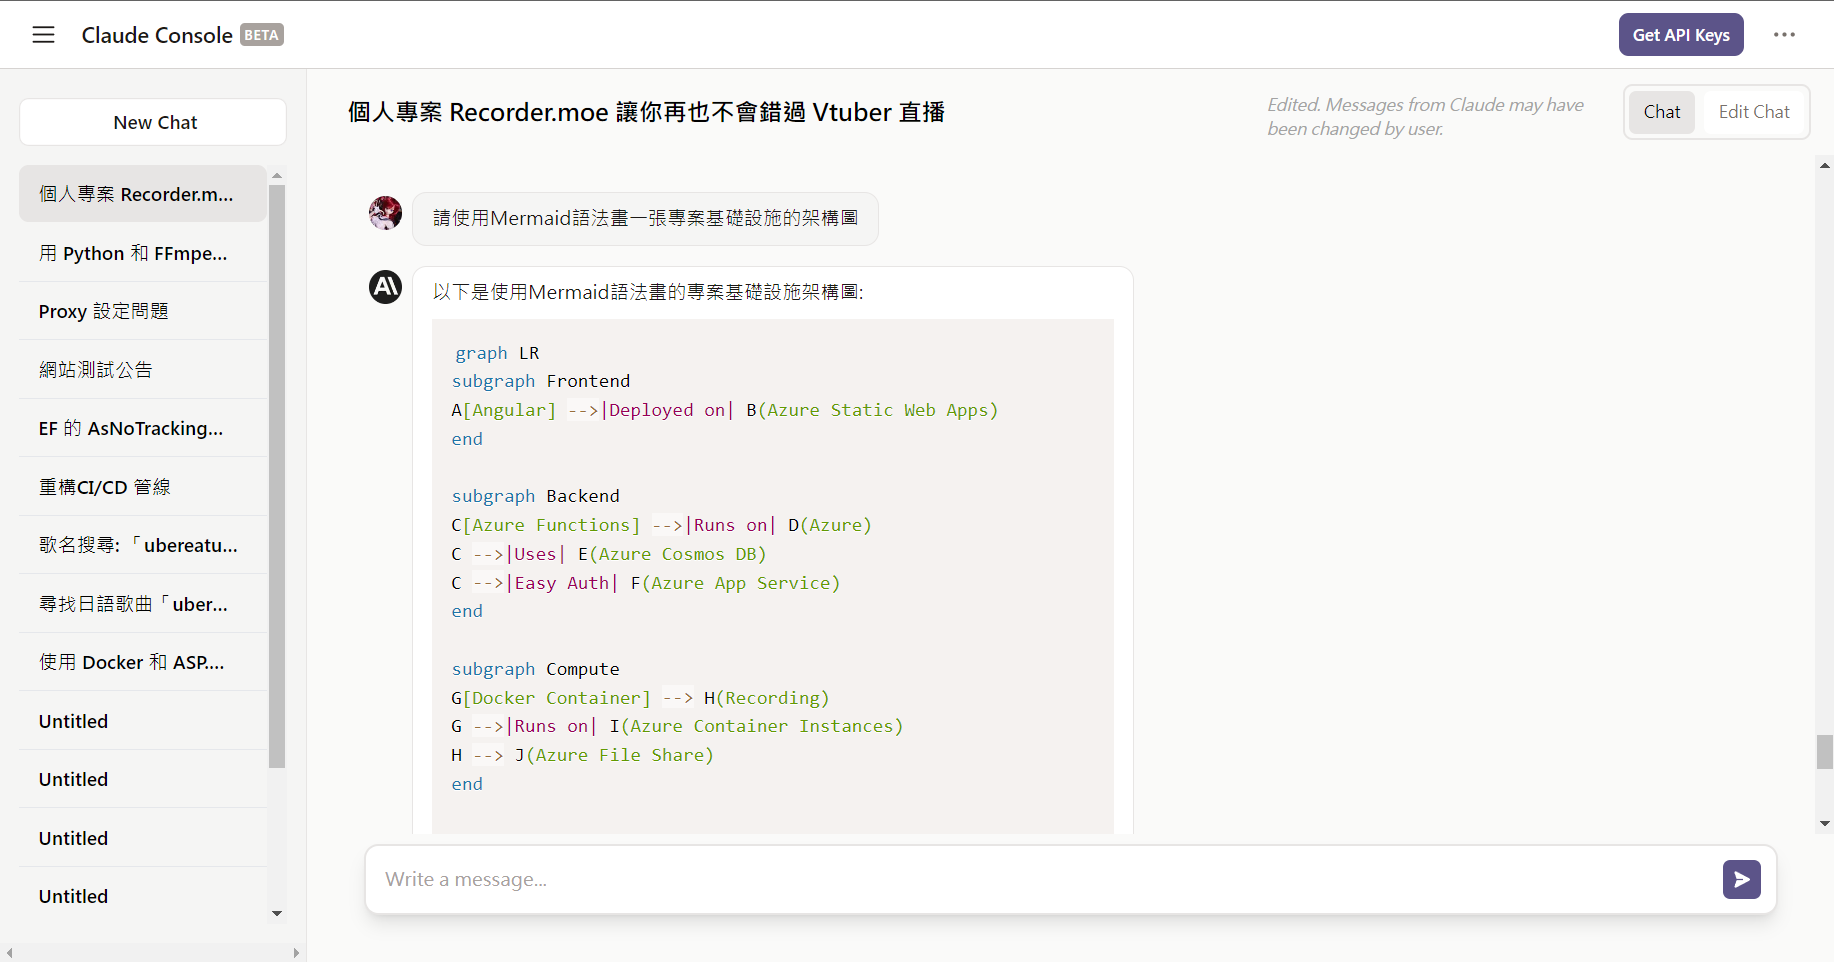 Claude Console BETA
Get API Keys
New Chat
個人專案 Recorder.m...
用 Python 和 FFmpe...
Proxy 設定問題
網站測試公告
EF 的 AsNoTracking...
重構CI/CD 管線
歌名搜尋: 「ubereatu...
尋找日語歌曲「uber...
使用 Docker 和 ASP....
Untitled
Untitled
Untitled
Untitled
個人專案 Recorder.moe 讓你再也不會錯過 Vtuber 直播
Edited. Messages from Claude may have
been changed by user.
Chat
Edit Chat
請使用Mermaid語法畫一張專案基礎設施的架構圖
以下是使用Mermaid語法畫的專案基礎設施架構圖:
graph LR
subgraph Frontend
A[Angular] -->|Deployed on| B(Azure Static Web Apps)
end
subgraph Backend
C[Azure Functions] -->|Runs on| D(Azure)
C -->|Uses| E(Azure Cosmos DB)
C -->|Easy Auth| F(Azure App Service)
end
subgraph Compute
G[Docker Container] --> H(Recording)
G -->|Runs on| I(Azure Container Instances)
H --> J(Azure File Share)
end
Write a message...